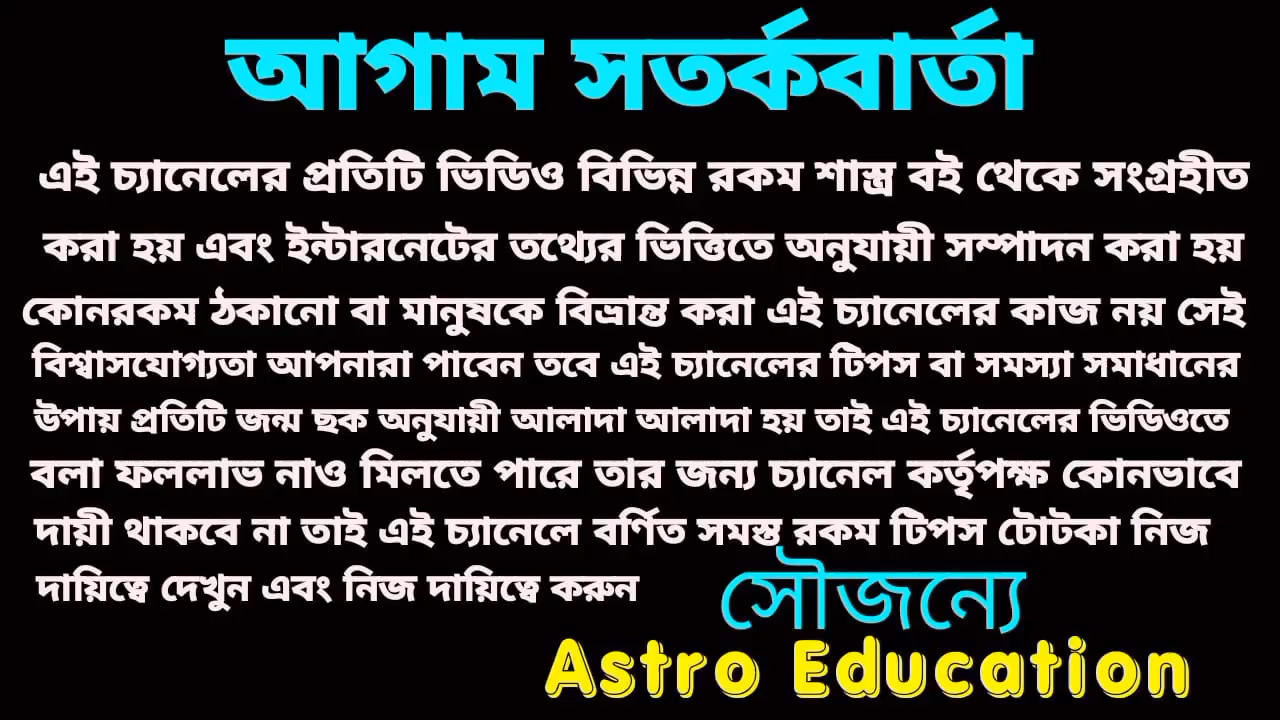 আগাম সতর্কবার্তা
এই চ্যানেলের প্রতিটি ভিডিও বিভিন্ন রকম শাস্ত্র বই থেকে সংগ্রহীত
করা হয় এবং ইন্টারনেটের তথ্যের ভিত্তিতে অনুযায়ী সম্পাদন করা হয়
কোনরকম ঠকানো বা মানুষকে বিভ্রান্ত করা এই চ্যানেলের কাজ নয় সেই
বিশ্বাসযোগ্যতা আপনারা পাবেন তবে এই চ্যানেলের টিপস বা সমস্যা সমাধানের
উপায় প্রতিটি জন্ম ছক অনুযায়ী আলাদা আলাদা হয় তাই এই চ্যানেলের ভিডিওতে
বলা ফললাভ নাও মিলতে পারে তার জন্য চ্যানেল কর্তৃপক্ষ কোনভাবে
দায়ী থাকবে না তাই এই চ্যানেলে বর্ণিত সমস্ত রকম টিপস টোটকা নিজ
দায়িত্বে দেখুন এবং নিজ দায়িত্বে করুন
সৌজন্যে
Astro Education